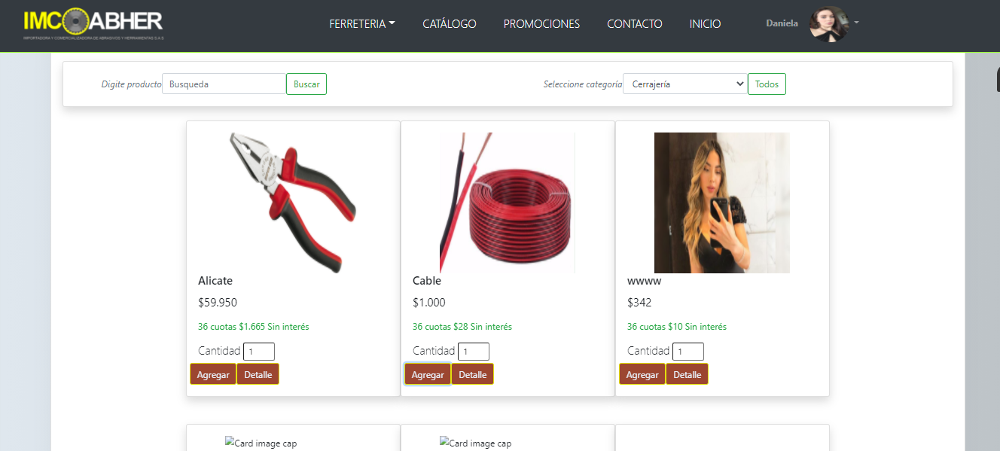 IMCOABHER
IMPORTADORA Y COMERCIALIZADORA DE ABRASIVOS Y HERRAMIENTAS S.A.S
FERRETERIA CATÁLOGO PROMOCIONES CONTACTO INICIO Daniela
Digite producto Busqueda Buscar Seleccione categoría Cerrajería Todos
Alicate Cable wwww
$59.950 $1.000 $342
36 cuotas $1.665 Sin interés 36 cuotas $28 Sin interés 36 cuotas $10 Sin interés
Cantidad 1 Cantidad 1 Cantidad 1
Agregar Detalle Agregar Detalle Agregar Detalle
Card image cap Card image cap